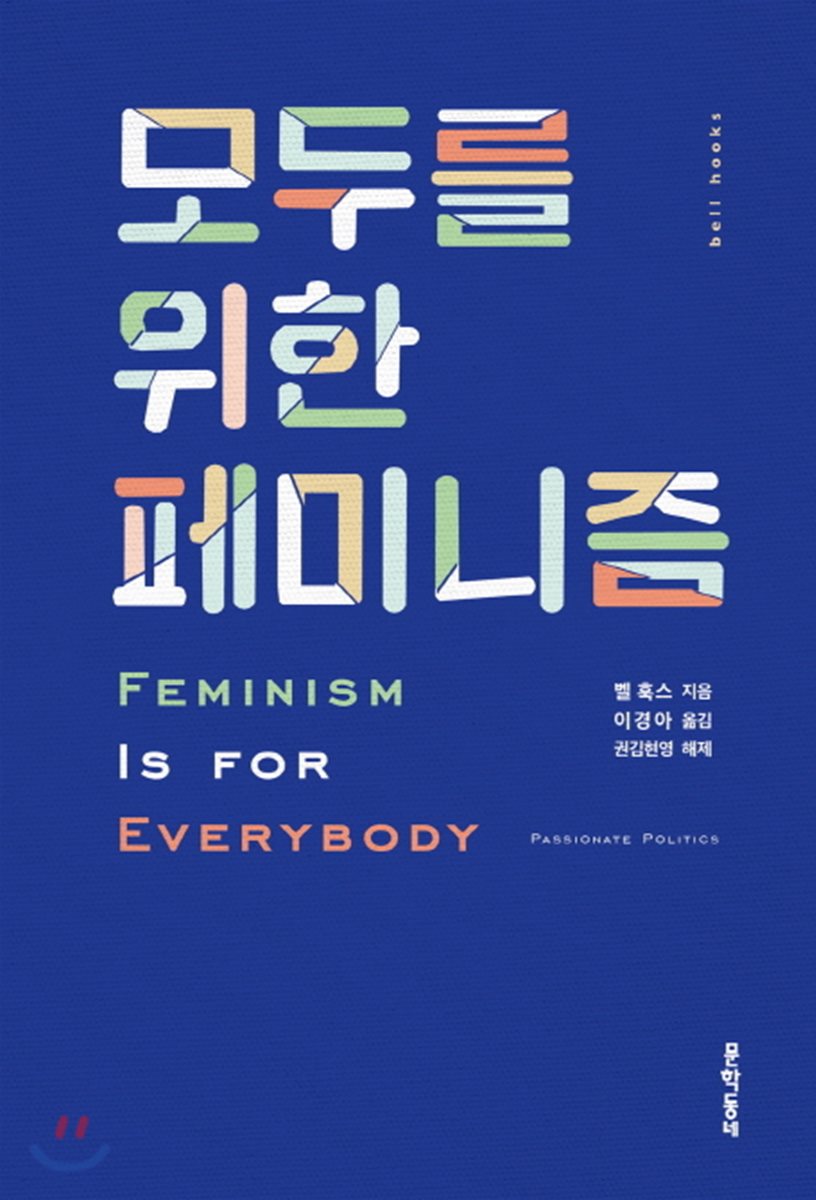 모두를
위한
페미니즘
bell hooks
FEMINISM
IS FOR
EVERYBODY
벨 훅스 지음
이경아 옮김
권김현영 해제
PASSIONATE POLITICS
문학동네